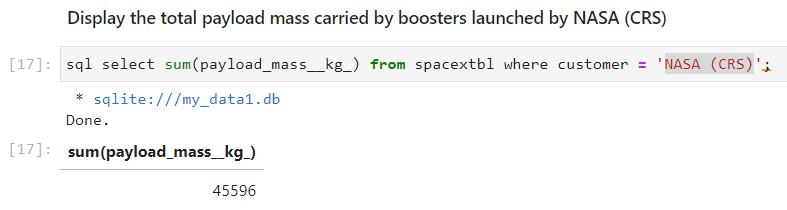 Display the total payload mass carried by boosters launched by NASA (CRS)
[17]: sql select sum(payload_mass__kg_) from spacextbl where customer = 'NASA (CRS)';
* sqlite:///my_data1.db
Done.
[17]: sum(payload_mass__kg_)
45596